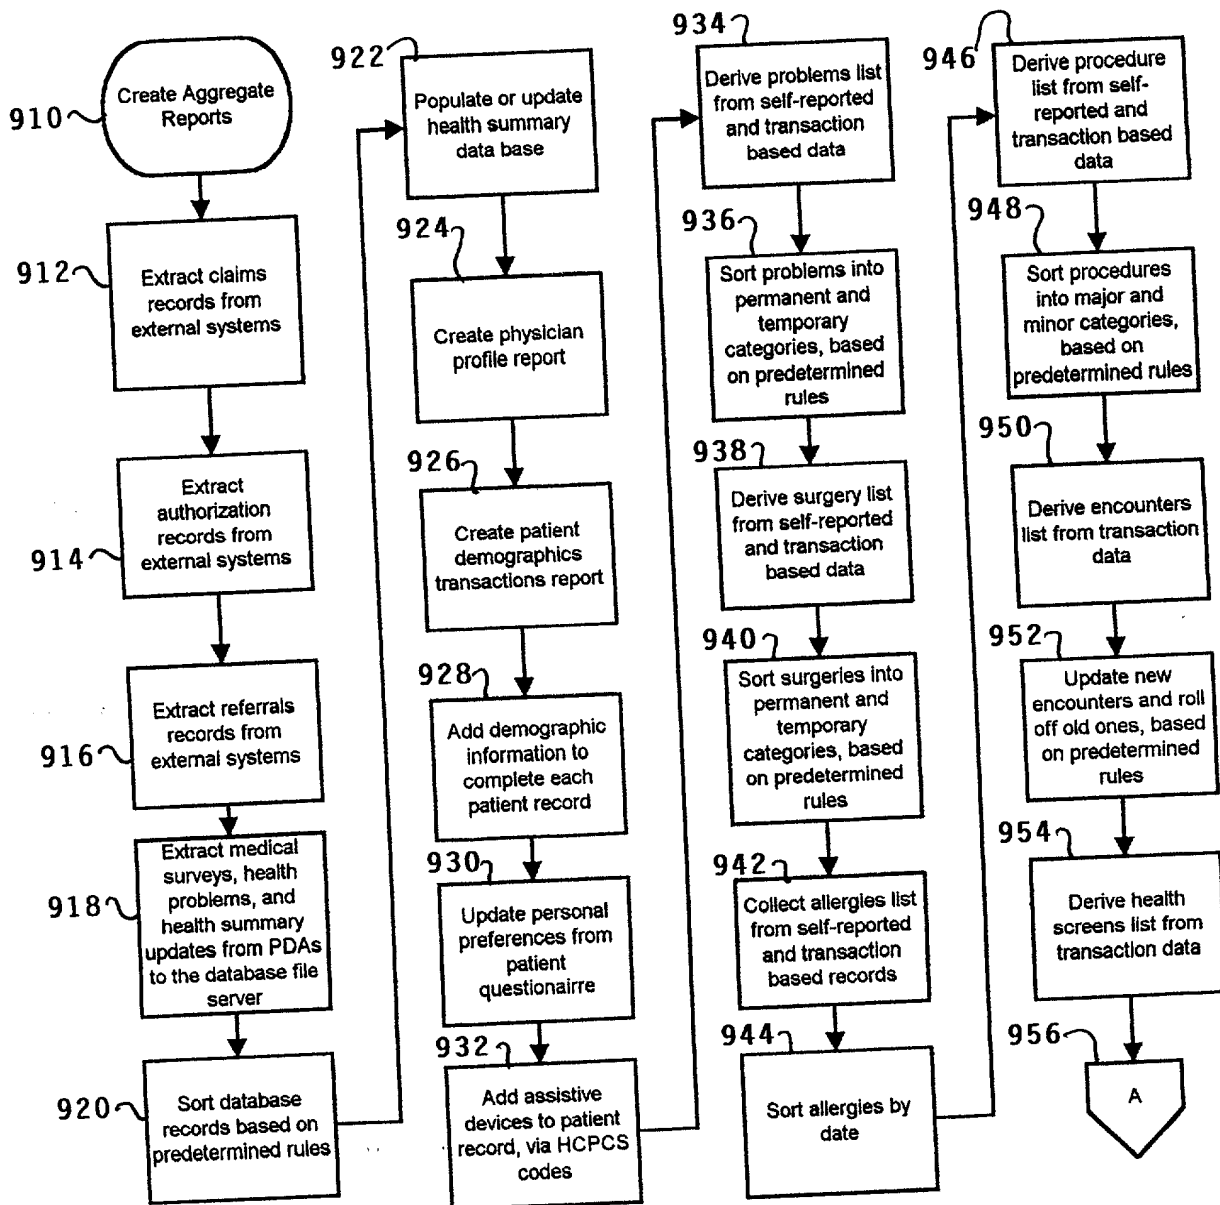 910
Create Aggregate
Reports
912
Extract claims
records from
external systems
914
Extract
authorization
records from
external systems
916
Extract referrals
records from
external systems
918
Extract medical
surveys, health
problems, and
health summary
updates from PDAs
to the database file
server
920
Sort database
records based on
predetermined rules
922
Populate or update
health summary
data base
924
Create physician
profile report
926
Create patient
demographics
transactions report
928
Add demographic
information to
complete each
patient record
930
Update personal
preferences from
patient
questionairre
932
Add assistive
devices to patient
record, via HCPCS
codes
934
Derive problems list
from self-reported
and transaction
based data
936
Sort problems into
permanent and
temporary
categories, based
on predetermined
rules
938
Derive surgery list
from self-reported
and transaction
based data
940
Sort surgeries into
permanent and
temporary
categories, based
on predetermined
rules
942
Collect allergies list
from self-reported
and transaction
based records
944
Sort allergies by
date
946
Derive procedure
list from self-
reported and
transaction based
data
948
Sort procedures
into major and
minor categories,
based on
predetermined rules
950
Derive encounters
list from transaction
data
952
Update new
encounters and roll
off old ones, based
on predetermined
rules
954
Derive health
screens list from
transaction data
956
A